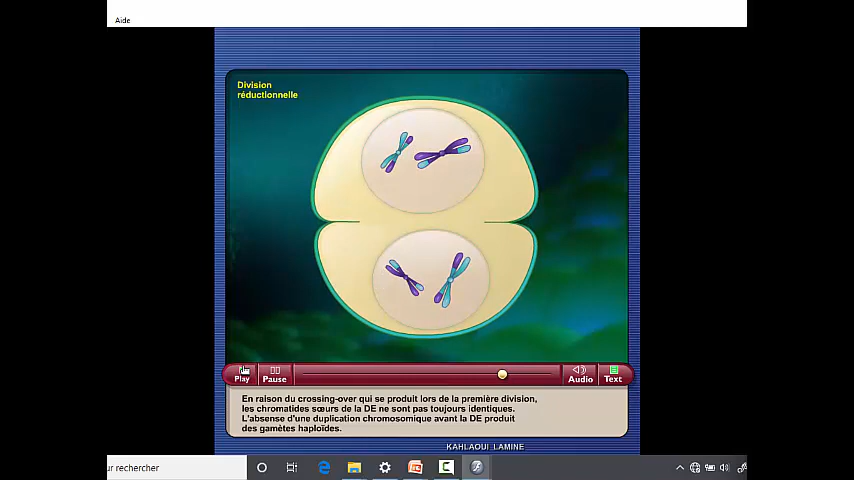 Aide
Division
réductionnelle
Play
Pause
Audio
Text
En raison du crossing-over qui se produit lors de la première division,
les chromatides sœurs de la DE ne sont pas toujours identiques.
L'absense d'une duplication chromosomique avant la DE produit
des gamètes haploïdes.
KAHLAOUI LAMINE
ur rechercher